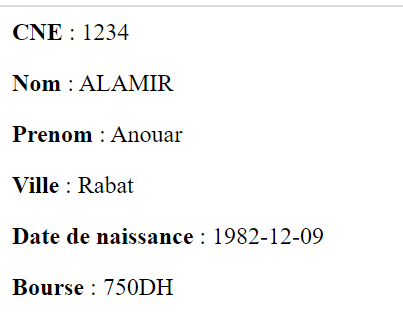 CNE : 1234
Nom : ALAMIR
Prenom : Anouar
Ville : Rabat
Date de naissance : 1982-12-09
Bourse : 750DH